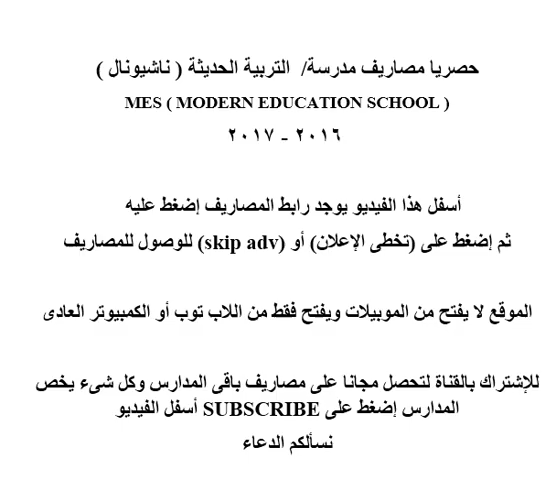 حصريا مصاريف مدرسة/ التربية الحديثة ( ناشيونال )
MES ( MODERN EDUCATION SCHOOL )
٢٠١٦ - ٢٠١٧
أسفل هذا الفيديو يوجد رابط المصاريف إضغط عليه
ثم إضغط على (تخطى الإعلان) أو (skip adv) للوصول للمصاريف
الموقع لا يفتح من الموبيلات ويفتح فقط من اللاب توب أو الكمبيوتر العادى
للإشتراك بالقناة لتحصل مجانا على مصاريف باقى المدارس وكل شىء يخص
المدارس إضغط على SUBSCRIBE أسفل الفيديو
نسألكم الدعاء